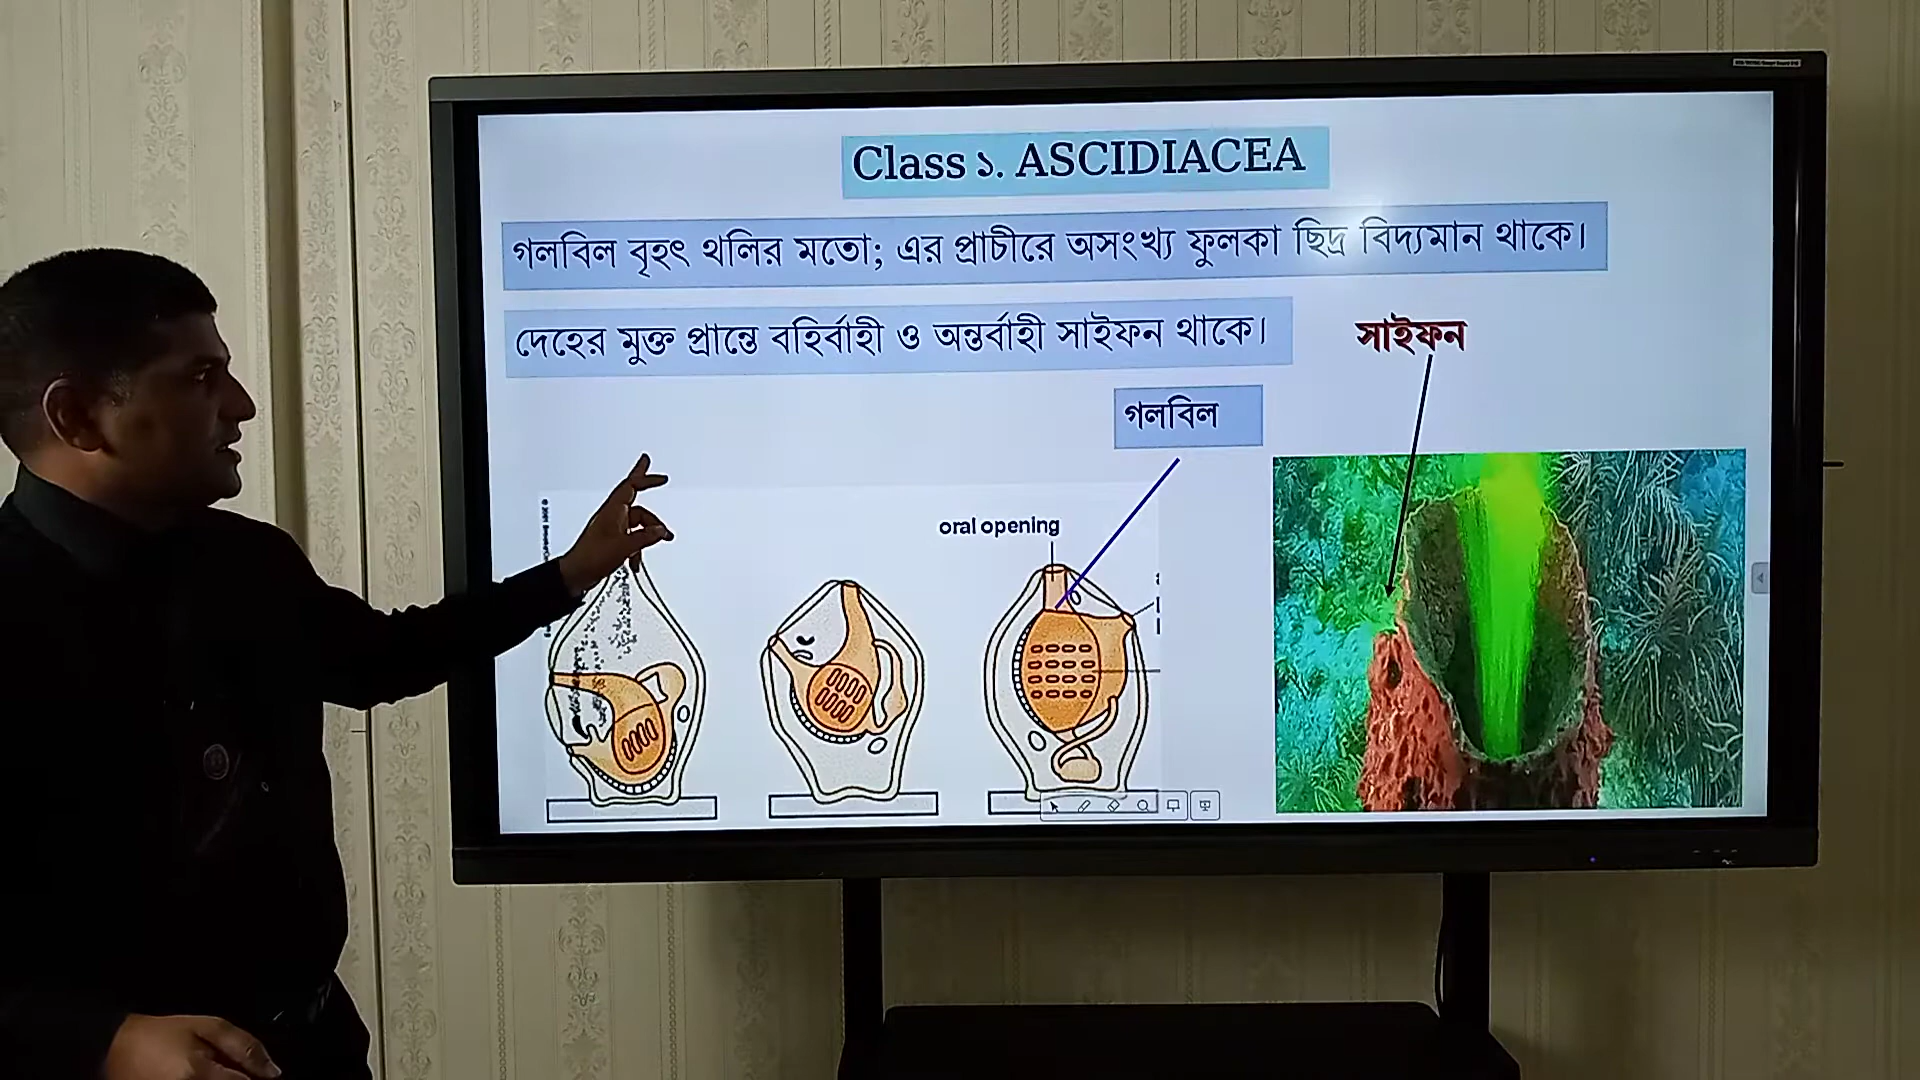 Class ১. ASCIDIACEA
গলবিল বৃহৎ থলির মতো; এর প্রাচীরে অসংখ্য ফুলকা ছিদ্র বিদ্যমান থাকে।
দেহের মুক্ত প্রান্তে বহির্বাহী ও অন্তর্বাহী সাইফন থাকে।
সাইফন
গলবিল
oral opening